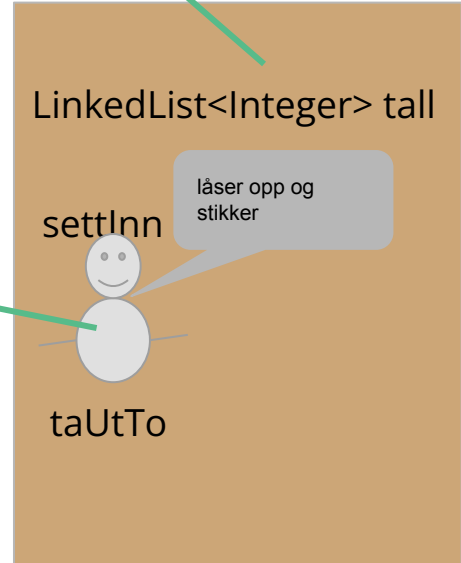 LinkedList<Integer> tall
låser opp og
stikker
settInn
taUtTo